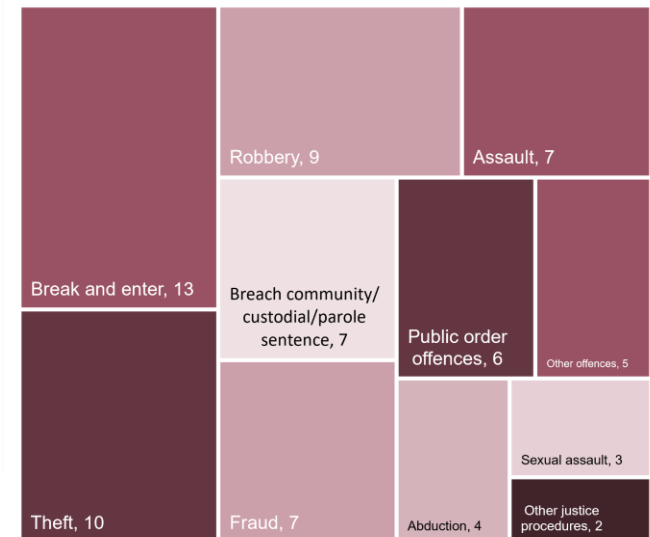 Break and enter, 13
Theft, 10
Robbery, 9
Assault, 7
Breach community/
custodial/parole
sentence, 7
Fraud, 7
Public order
offences, 6
Other offences, 5
Abduction, 4
Sexual assault, 3
Other justice
procedures, 2